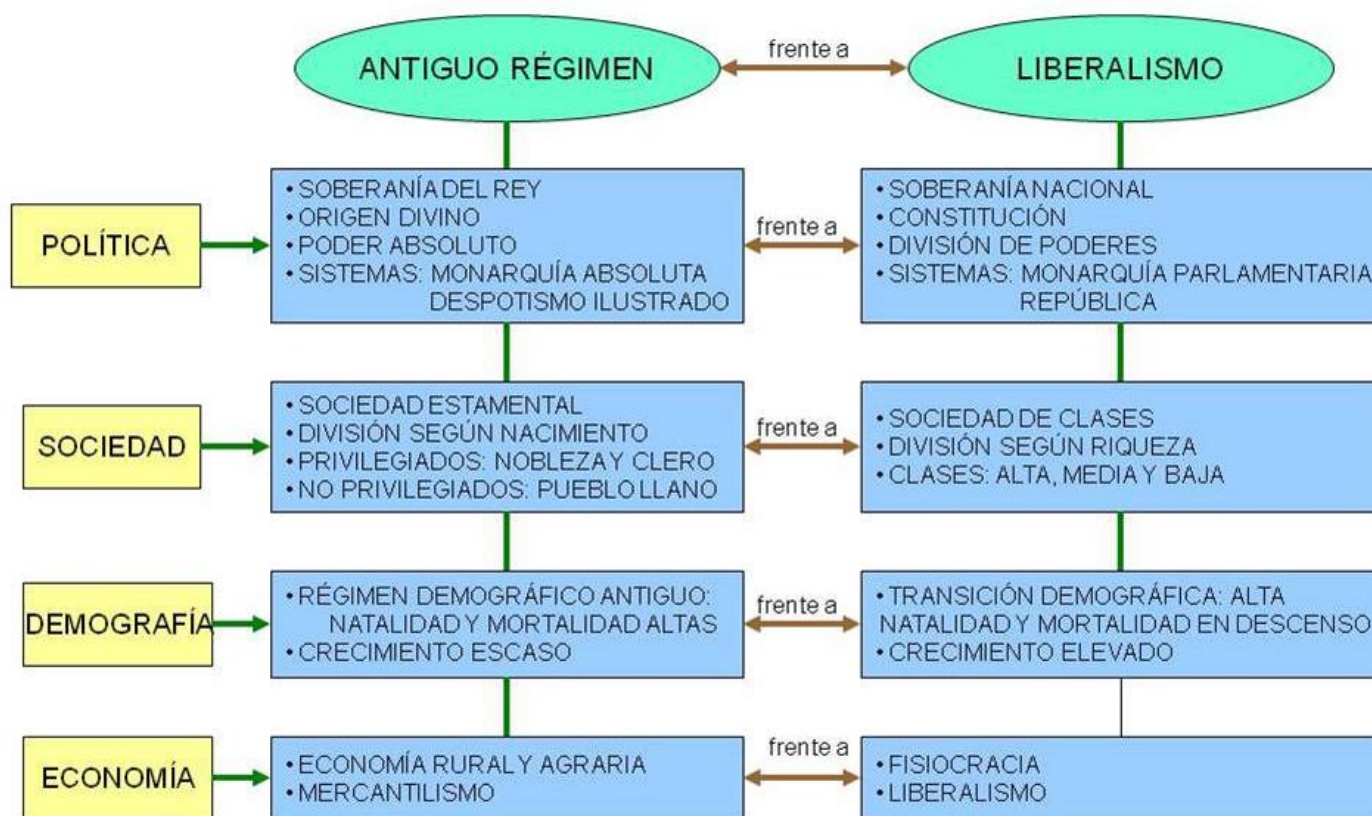 ANTIGUO RÉGIMEN
frente a
LIBERALISMO
POLÍTICA
• SOBERANÍA DEL REY
• ORIGEN DIVINO
• PODER ABSOLUTO
• SISTEMAS: MONARQUÍA ABSOLUTA
DESPOTISMO ILUSTRADO
frente a
• SOBERANÍA NACIONAL
• CONSTITUCIÓN
• DIVISIÓN DE PODERES
• SISTEMAS: MONARQUÍA PARLAMENTARIA
REPÚBLICA
SOCIEDAD
• SOCIEDAD ESTAMENTAL
• DIVISIÓN SEGÚN NACIMIENTO
• PRIVILEGIADOS: NOBLEZA Y CLERO
• NO PRIVILEGIADOS: PUEBLO LLANO
frente a
• SOCIEDAD DE CLASES
• DIVISIÓN SEGÚN RIQUEZA
• CLASES: ALTA, MEDIA Y BAJA
DEMOGRAFÍA
• RÉGIMEN DEMOGRÁFICO ANTIGUO:
NATALIDAD Y MORTALIDAD ALTAS
• CRECIMIENTO ESCASO
frente a
• TRANSICIÓN DEMOGRÁFICA: ALTA
NATALIDAD Y MORTALIDAD EN DESCENSO
• CRECIMIENTO ELEVADO
ECONOMÍA
• ECONOMÍA RURAL Y AGRARIA
• MERCANTILISMO
frente a
• FISIOCRACIA
• LIBERALISMO